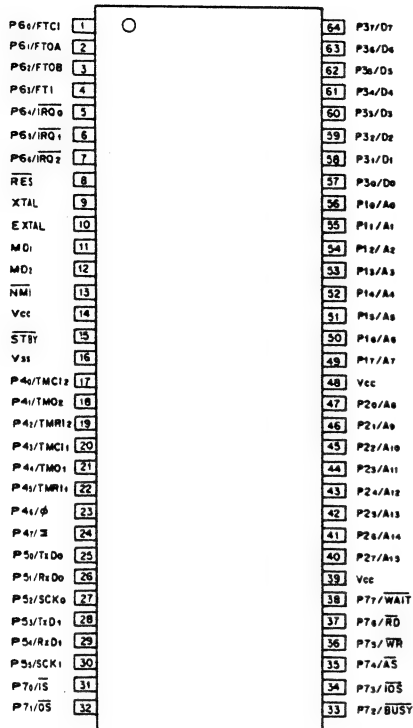 P60/FTCI 1
P61/FTOA 2
P62/FTOB 3
P63/FTI 4
P64/IRQ0 5
P65/IRQ1 6
P66/IRQ2 7
RES 8
XTAL 9
EXTAL 10
MD1 11
MD2 12
NMI 13
Vcc 14
STBY 15
Vss 16
P40/TMCI2 17
P41/TMO2 18
P42/TMRI2 19
P43/TMCI1 20
P44/TMO1 21
P45/TMRI1 22
P46/ø 23
P47/ 24
P50/TxD0 25
P51/RxD0 26
P52/SCK0 27
P53/TxD1 28
P54/RxD1 29
P55/SCK1 30
P70/IS 31
P71/OS 32
64 P37/D7
63 P36/D6
62 P35/D5
61 P34/D4
60 P33/D3
59 P32/D2
58 P31/D1
57 P30/D0
56 P10/A0
55 P11/A1
54 P12/A2
53 P13/A3
52 P14/A4
51 P15/A5
50 P16/A6
49 P17/A7
48 Vcc
47 P20/A8
46 P21/A9
45 P22/A10
44 P23/A11
43 P24/A12
42 P25/A13
41 P26/A14
40 P27/A15
39 Vcc
38 P77/WAIT
37 P76/RD
36 P75/WR
35 P74/AS
34 P73/IOS
33 P72/BUSY